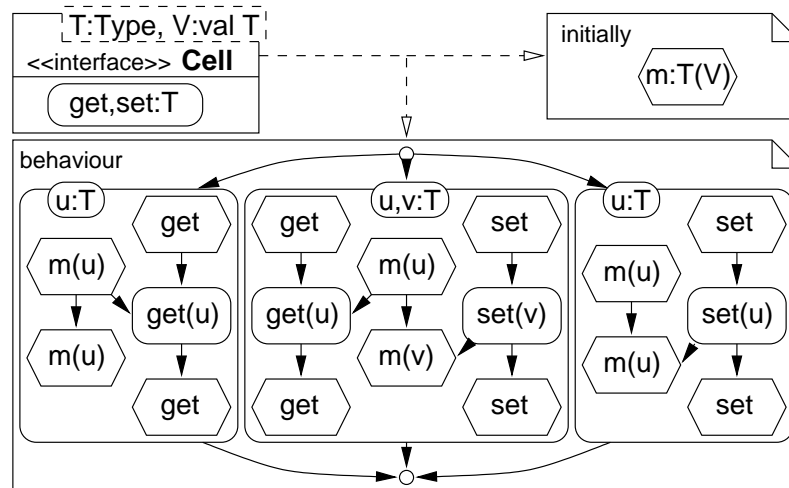 T:Type, V:val T
<<interface>> Cell
get,set:T
initially
m:T(V)
behaviour
u:T
get
m(u)
get(u)
m(u)
get
u,v:T
get
m(u)
set
get(u)
set(v)
m(v)
get
set
u:T
set
m(u)
set(u)
m(u)
set